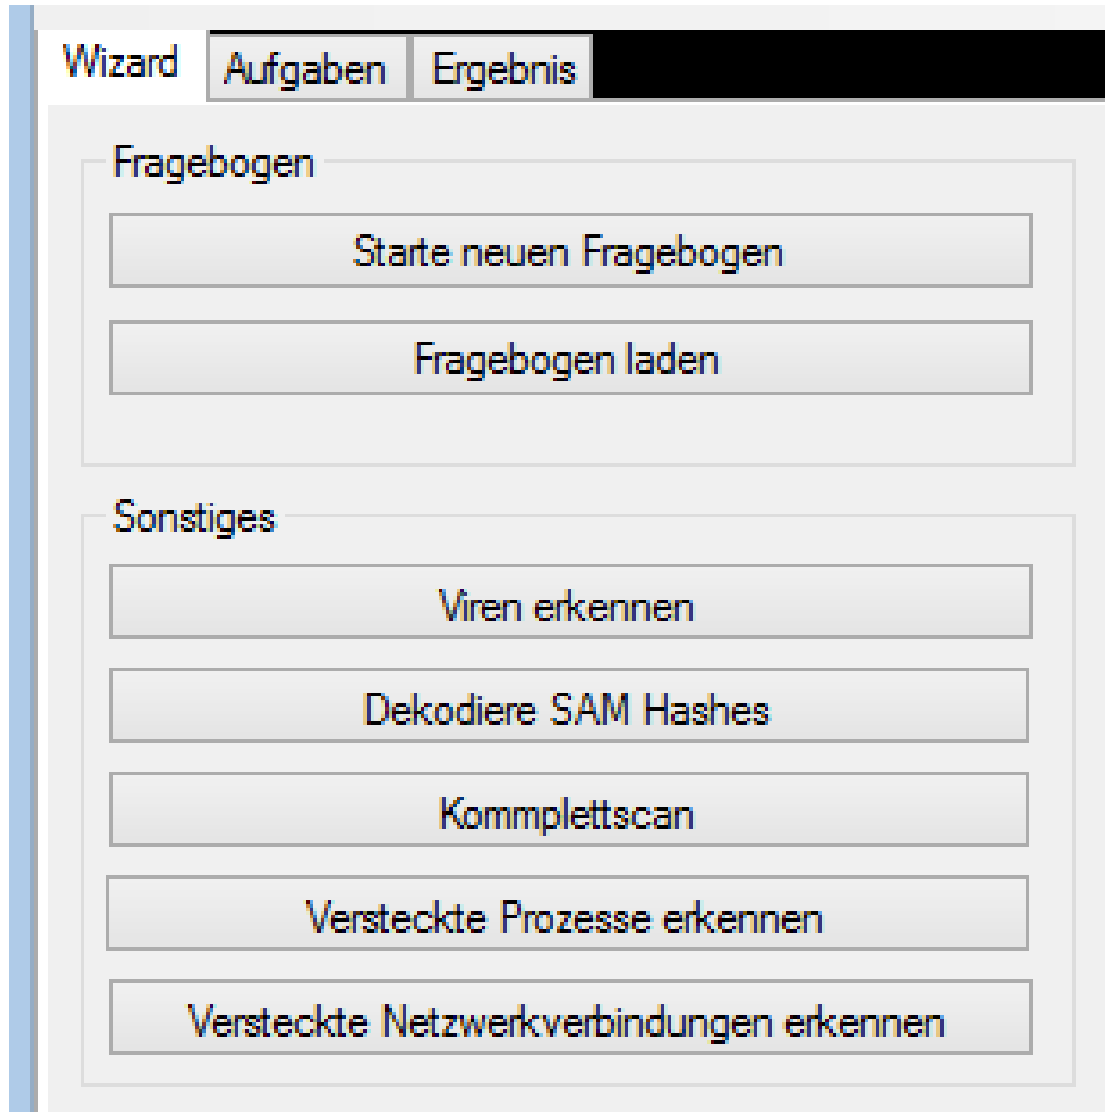 Wizard Aufgaben Ergebnis
Fragebogen
Starte neuen Fragebogen
Fragebogen laden
Sonstiges
Viren erkennen
Dekodiere SAM Hashes
Kommplettscan
Versteckte Prozesse erkennen
Versteckte Netzwerkverbindungen erkennen